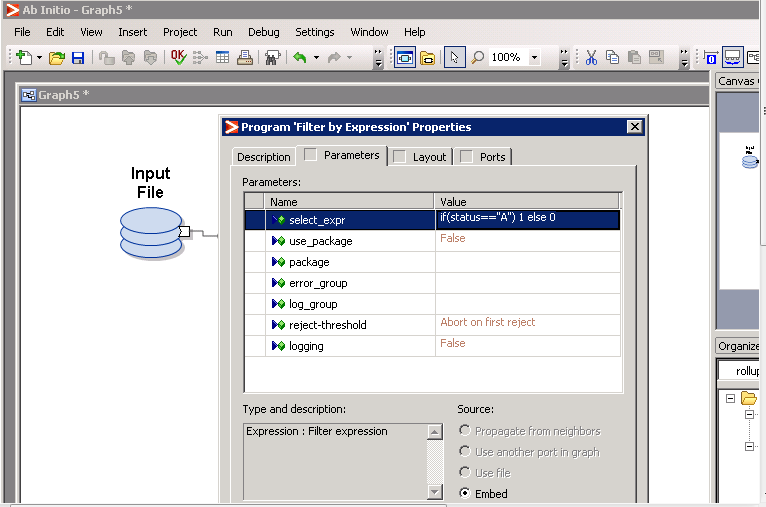 Ab Initio - Graph5 *
File Edit View Insert Project Run Debug Settings Window Help
OK 100%
Graph5 *
Canvas
Program 'Filter by Expression' Properties
Description Parameters Layout Ports
Input
File
Parameters:
Name Value
select_expr if(status=="A") 1 else 0
use_package False
package
error_group
log_group
reject-threshold Abort on first reject
logging False
Organize
rollup
Type and description: Source:
Expression : Filter expression
Propagate from neighbors
Use another port in graph
Use file
Embed